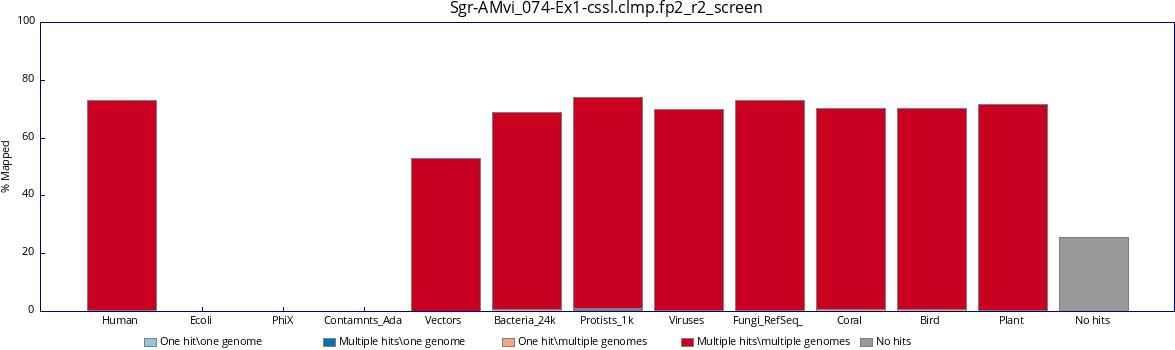 Sgr-AMvi_074-Ex1-cssl.clmp.fp2_r2_screen
100
80
60
40
20
0
% Mapped
Human Ecoli PhiX Contamnts_Ada Vectors Bacteria_24k Protists_1k Viruses Fungi_RefSeq_ Coral Bird Plant No hits
One hit\one genome Multiple hits\one genome One hit\multiple genomes Multiple hits\multiple genomes No hits